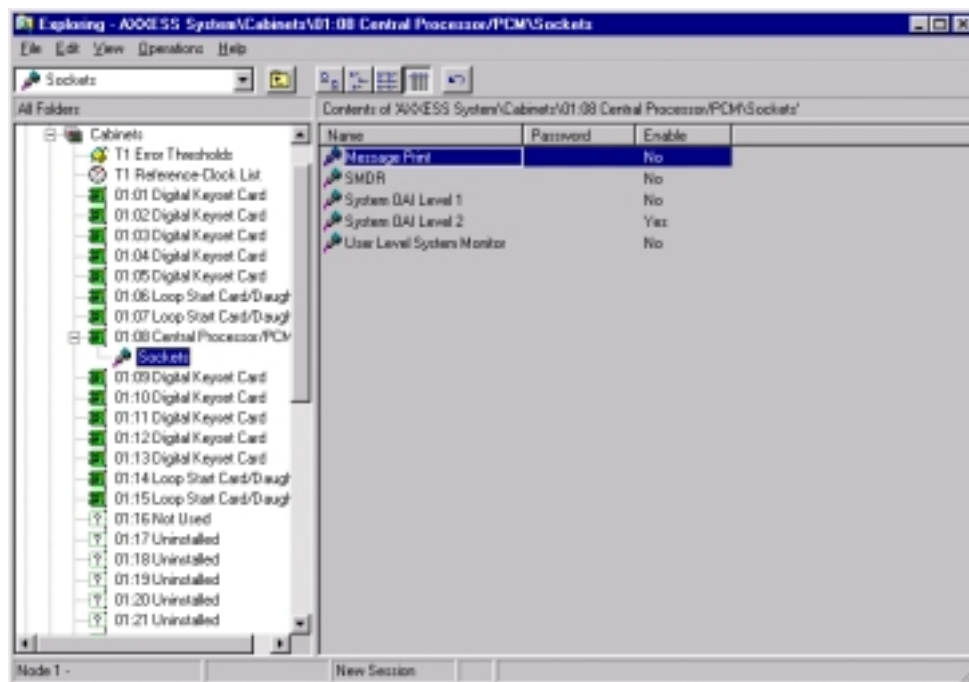 Exploring - AXXESS System\Cabinets\01:08 Central Processor/PCM\Sockets
File Edit View Operations Help
Sockets
All Folders
Contents of 'AXXESS System\Cabinets\01:08 Central Processor/PCM\Sockets'
Cabinets
T1 Error Thresholds
T1 Reference-Clock List
01:01 Digital Keyset Card
01:02 Digital Keyset Card
01:03 Digital Keyset Card
01:04 Digital Keyset Card
01:05 Digital Keyset Card
01:06 Loop Start Card/Daugh
01:07 Loop Start Card/Daugh
01:08 Central Processor/PCM
Sockets
01:09 Digital Keyset Card
01:10 Digital Keyset Card
01:11 Digital Keyset Card
01:12 Digital Keyset Card
01:13 Digital Keyset Card
01:14 Loop Start Card/Daugh
01:15 Loop Start Card/Daugh
01:16 Not Used
01:17 Uninstalled
01:18 Uninstalled
01:19 Uninstalled
01:20 Uninstalled
01:21 Uninstalled
Name Password Enable
Message Print No
SMDR No
System OAI Level 1 No
System OAI Level 2 Yes
User Level System Monitor No
Node 1 -
New Session